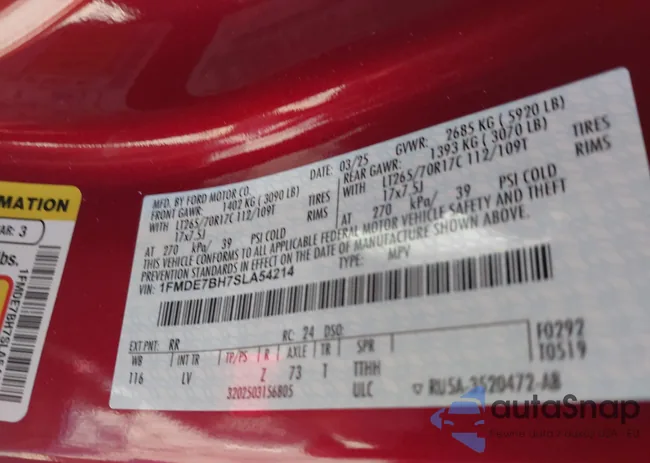 MATION
AR: 3
lbs.
1FMDE7BH7SLA54
MFD. BY FORD MOTOR CO.
DATE: 03/25 GVWR: 2685 KG ( 5920 LB)
FRONT GAWR: 1402 KG ( 3090 LB) REAR GAWR: 1393 KG ( 3070 LB)
WITH LT265/70R17C 112/109T TIRES WITH LT265/70R17C 112/109T TIRES
17x7.5J RIMS 17x7.5J RIMS
AT 270 kPa/ 39 PSI COLD AT 270 kPa/ 39 PSI COLD
THIS VEHICLE CONFORMS TO ALL APPLICABLE FEDERAL MOTOR VEHICLE SAFETY AND THEFT
PREVENTION STANDARDS IN EFFECT ON THE DATE OF MANUFACTURE SHOWN ABOVE.
VIN: 1FMDE7BH7SLA54214 TYPE: MPV
EXT PNT: RR RC: 24 DSO: F0292
WB INT TR TP/PS R AXLE TR SPR T0519
116 LV Z 73 T TTHH
320250315680S ULC RUSA-3520472-AB
autaSnap